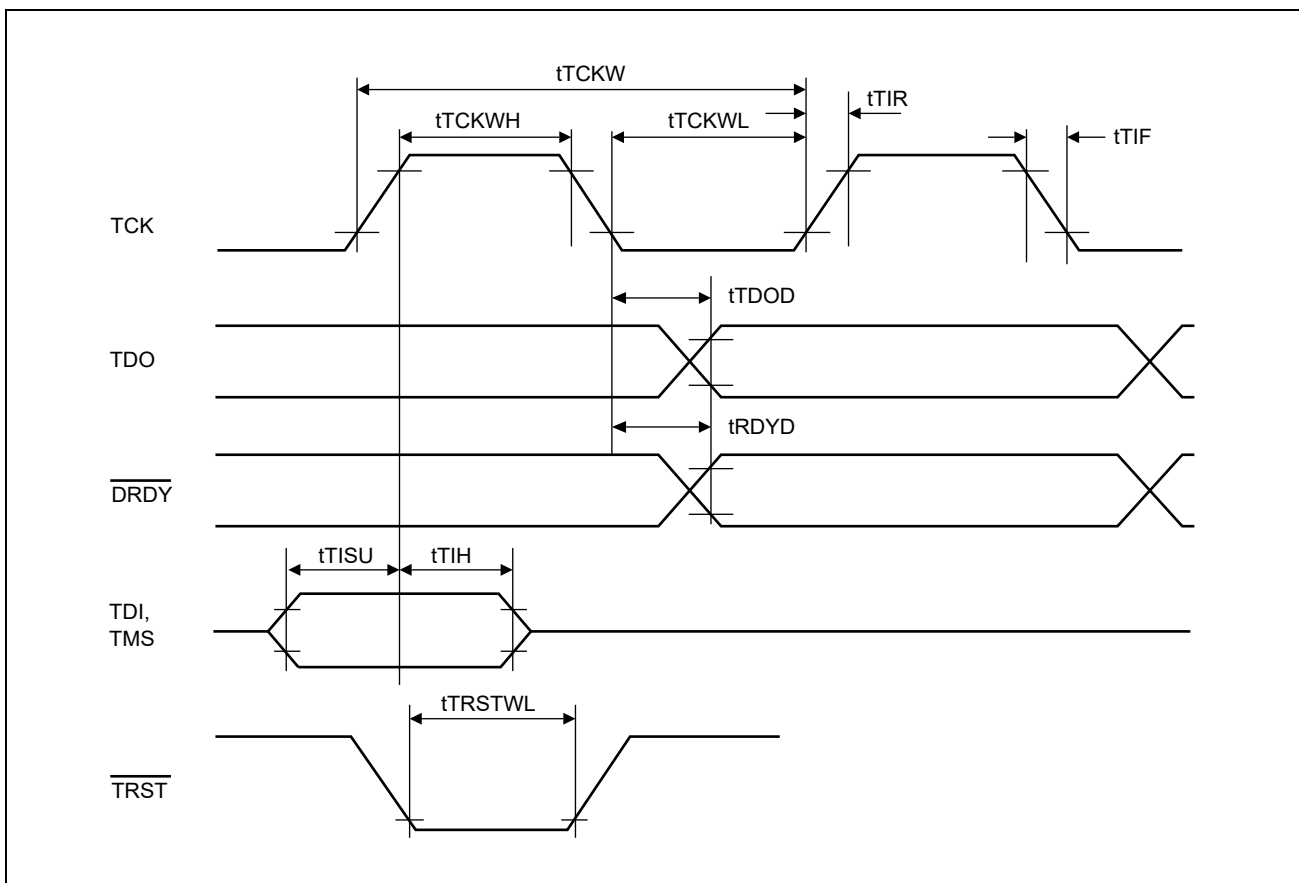 tTCKW
tTIR
tTCKWH
tTCKWL
tTIF
TCK
tTDOD
TDO
tRDYD
DRDY
tTISU
tTIH
TDI,
TMS
tTRSTWL
TRST